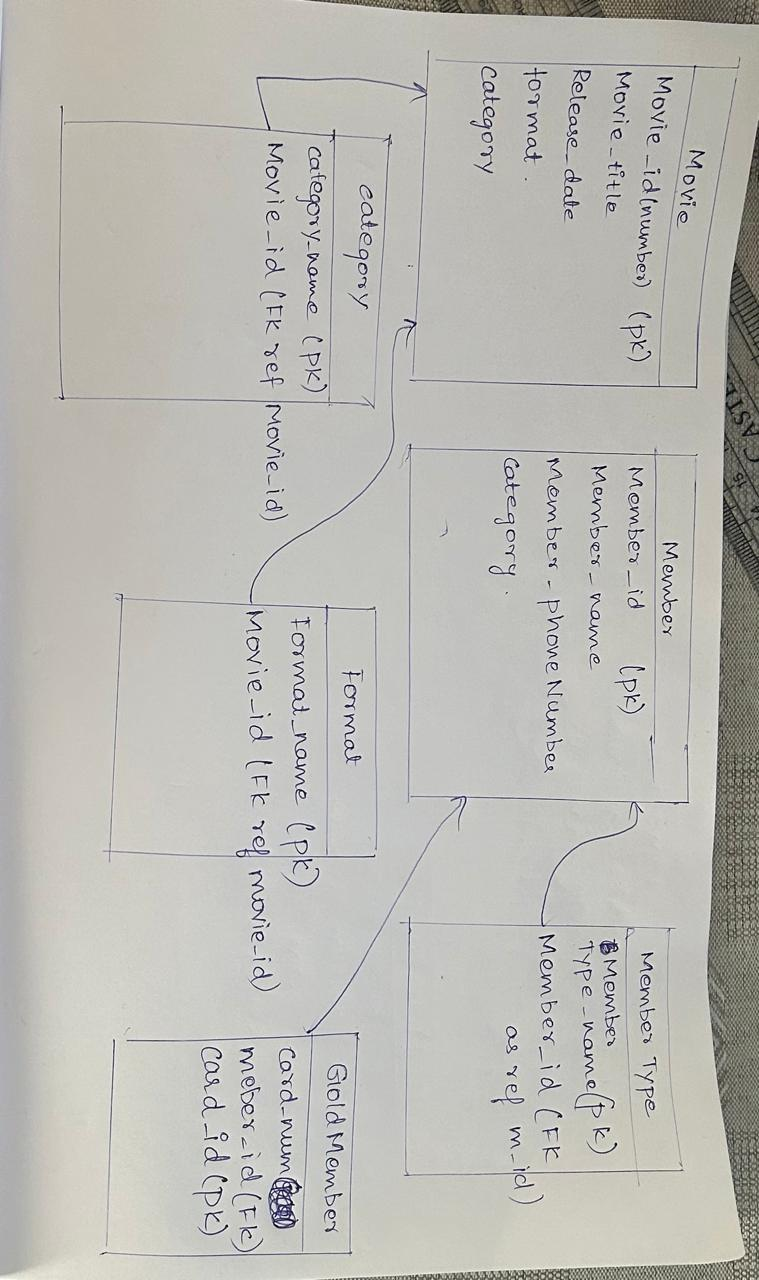 Movie
Movie_id(number) (pk)
Movie_title
Release_date
format.
category
Member
Member_id (pk)
Member_name
Member-phoneNumber
category.
Member Type
Member
Type_name(pk)
Member_id (FK
as ref m_id)
category
category_name (pk)
Movie_id (Fk ref Movie_id)
Format
Format_name (pk)
Movie_id (Fk ref movie_id)
Gold Member
card_num
meber_id (Fk)
card_id (pk)